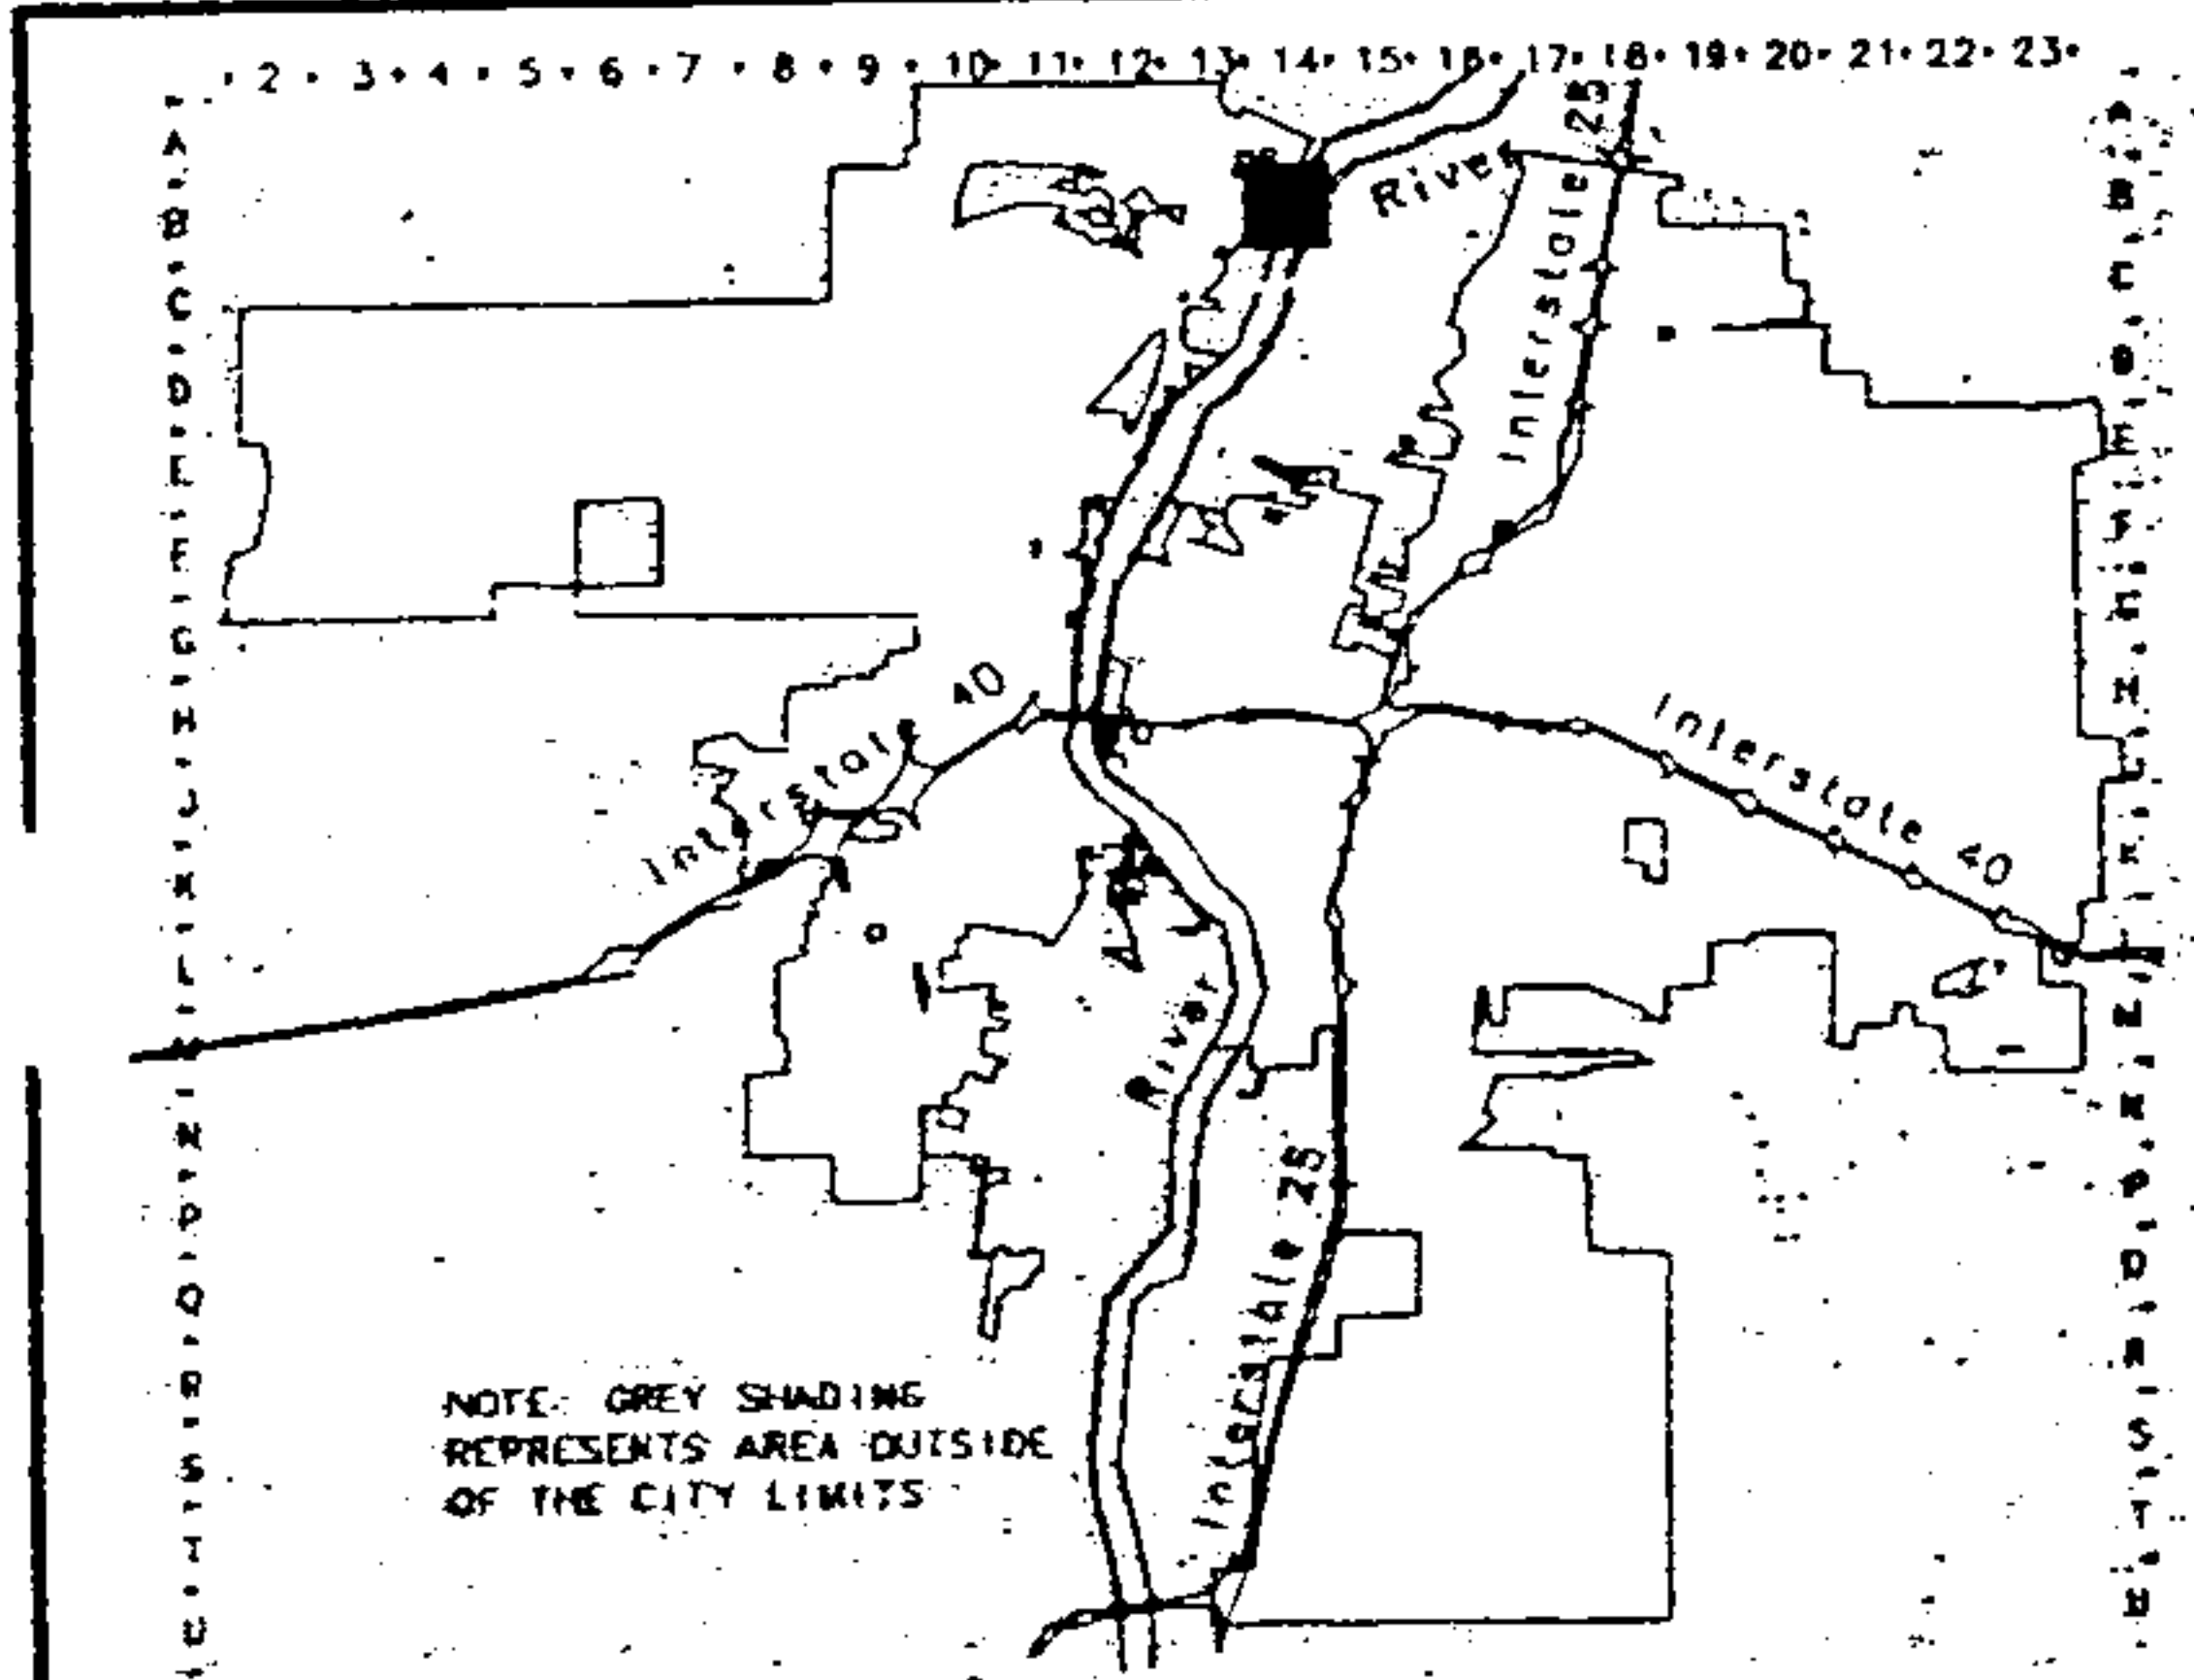 2 3 4 5 6 7 8 9 10 11 12 13 14 15 16 17 18 19 20 21 22 23
A
B
C
D
E
F
G
H
J
K
L
M
N
P
Q
R
S
T
U
A
B
C
D
E
F
G
H
J
K
L
M
N
P
Q
R
S
T
U
River
Interstate 25
Interstate 40
Interstate 40
River
Interstate 25
NOTE: GREY SHADING
REPRESENTS AREA OUTSIDE
OF THE CITY LIMITS